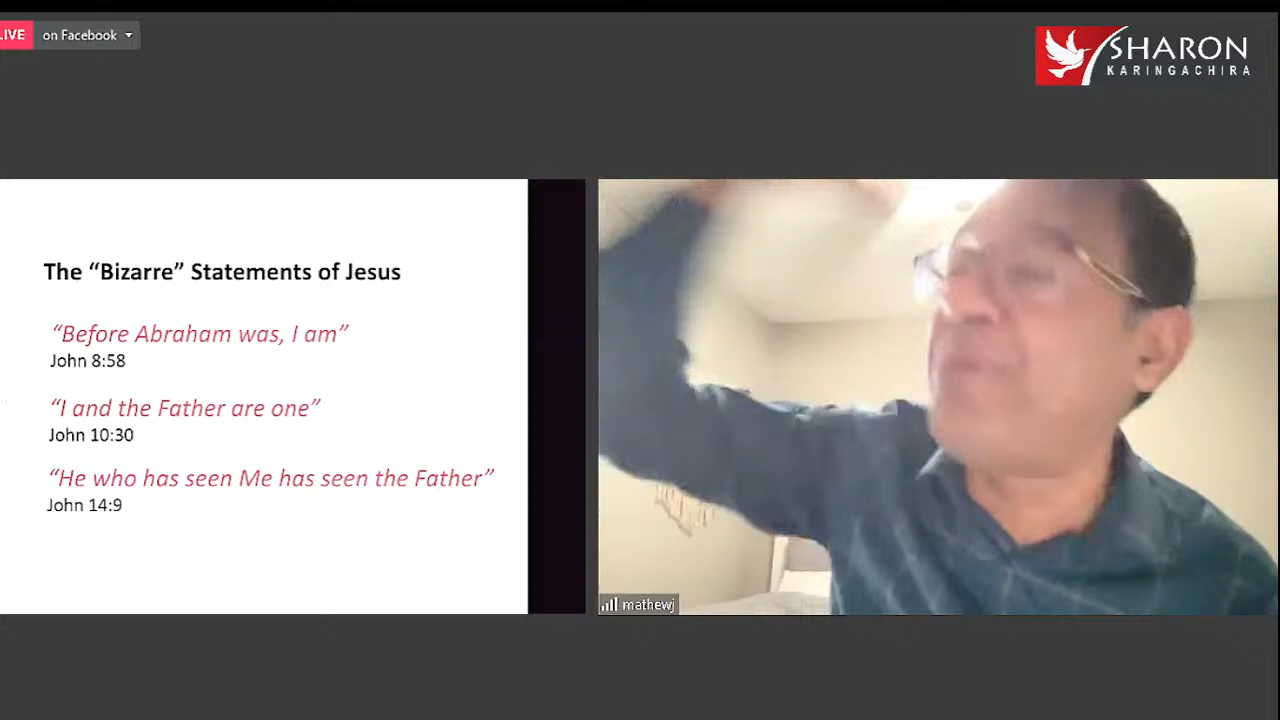 LIVE
on Facebook
SHARON
KARINGACHIRA
The “Bizarre” Statements of Jesus
“Before Abraham was, I am”
John 8:58
“I and the Father are one”
John 10:30
“He who has seen Me has seen the Father”
John 14:9
mathewj